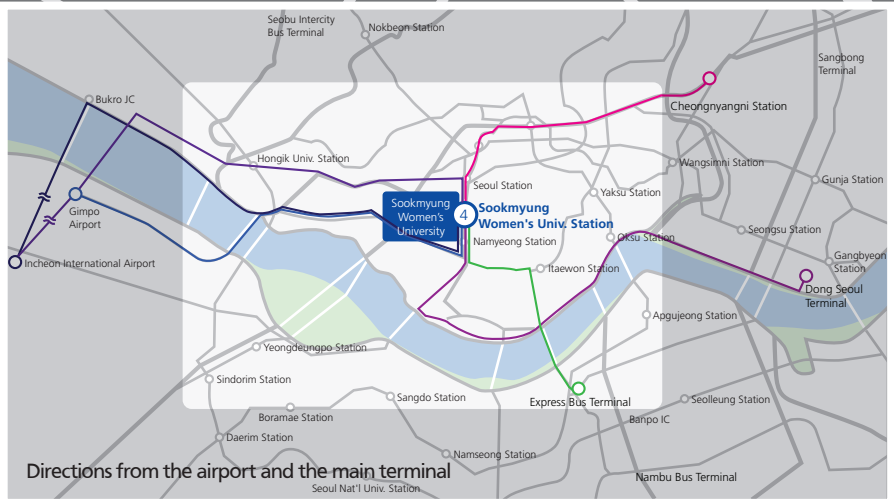 Seobu Intercity
Bus Terminal
Nokbeon Station
Sangbong
Terminal
Bukro JC
Cheongnyangni Station
Hongik Univ. Station
Wangsimni Station
Seoul Station
Gunja Station
Yaksu Station
Sookmyung
Women's
University
4
Sookmyung
Women's Univ. Station
Gimpo
Airport
Seongsu Station
Oksu Station
Namyeong Station
Gangbyeon
Station
Incheon International Airport
Itaewon Station
Dong Seoul
Terminal
Apgujeong Station
Yeongdeungpo Station
Sindorim Station
Sangdo Station
Express Bus Terminal
Seolleung Station
Boramae Station
Banpo IC
Daerim Station
Namseong Station
Directions from the airport and the main terminal
Nambu Bus Terminal
Seoul Nat'l Univ. Station